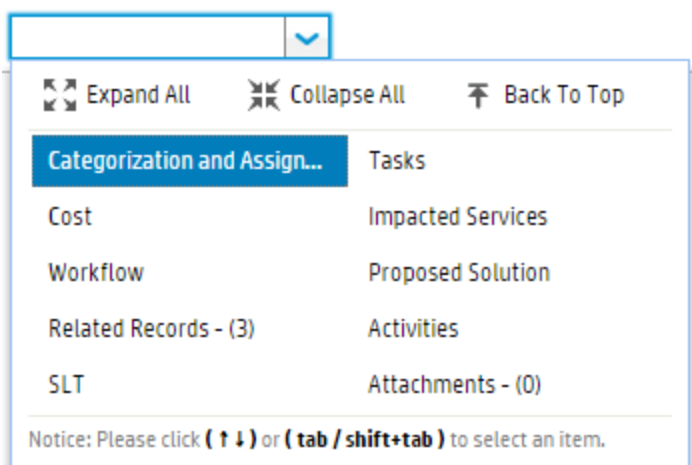 Expand All Collapse All Back To Top
Categorization and Assign... Tasks
Cost Impacted Services
Workflow Proposed Solution
Related Records - (3) Activities
SLT Attachments - (0)
Notice: Please click ( ↑ ↓ ) or ( tab / shift+tab ) to select an item.